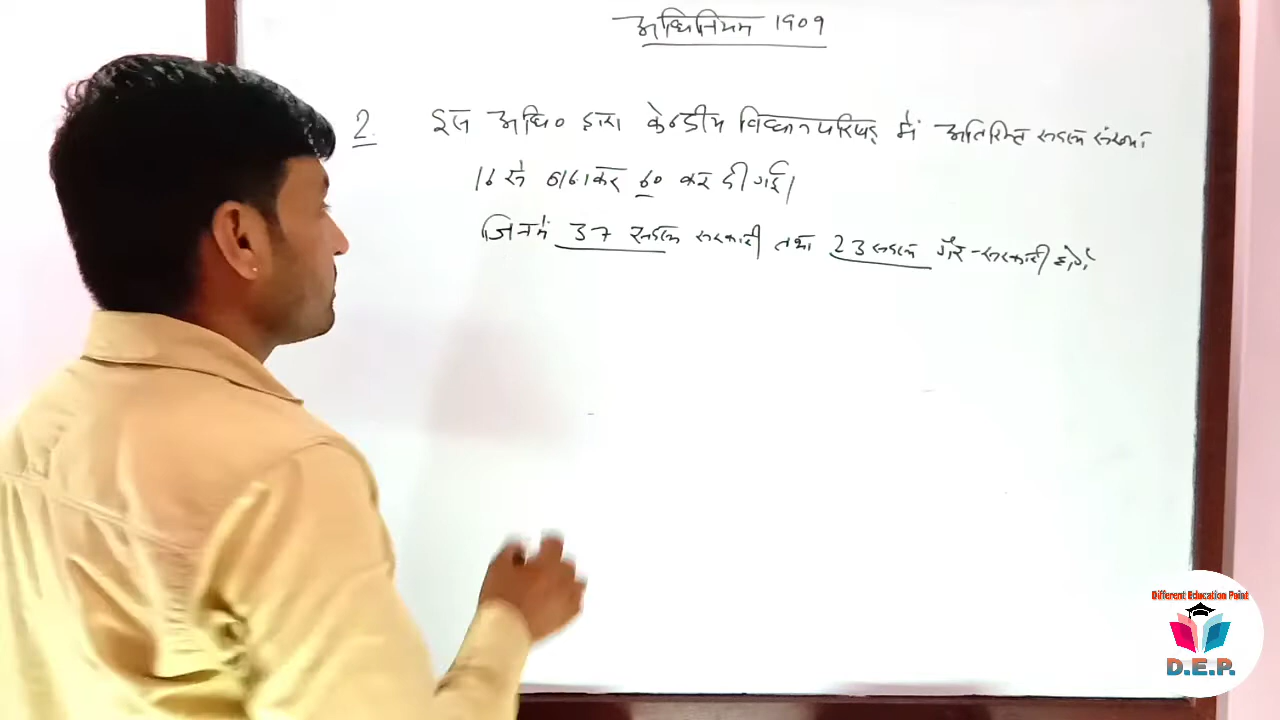 अधिनियम 1909
2. इस अधि० द्वारा केन्द्रीय विधानपरिषद् में अतिरिक्त सदस्य संख्या
16 से बढाकर 60 कर दी गई।
जिनमें 37 सदस्य सरकारी तथा 23 सदस्य गैर-सरकारी होगें
Different Education Point
D.E.P.